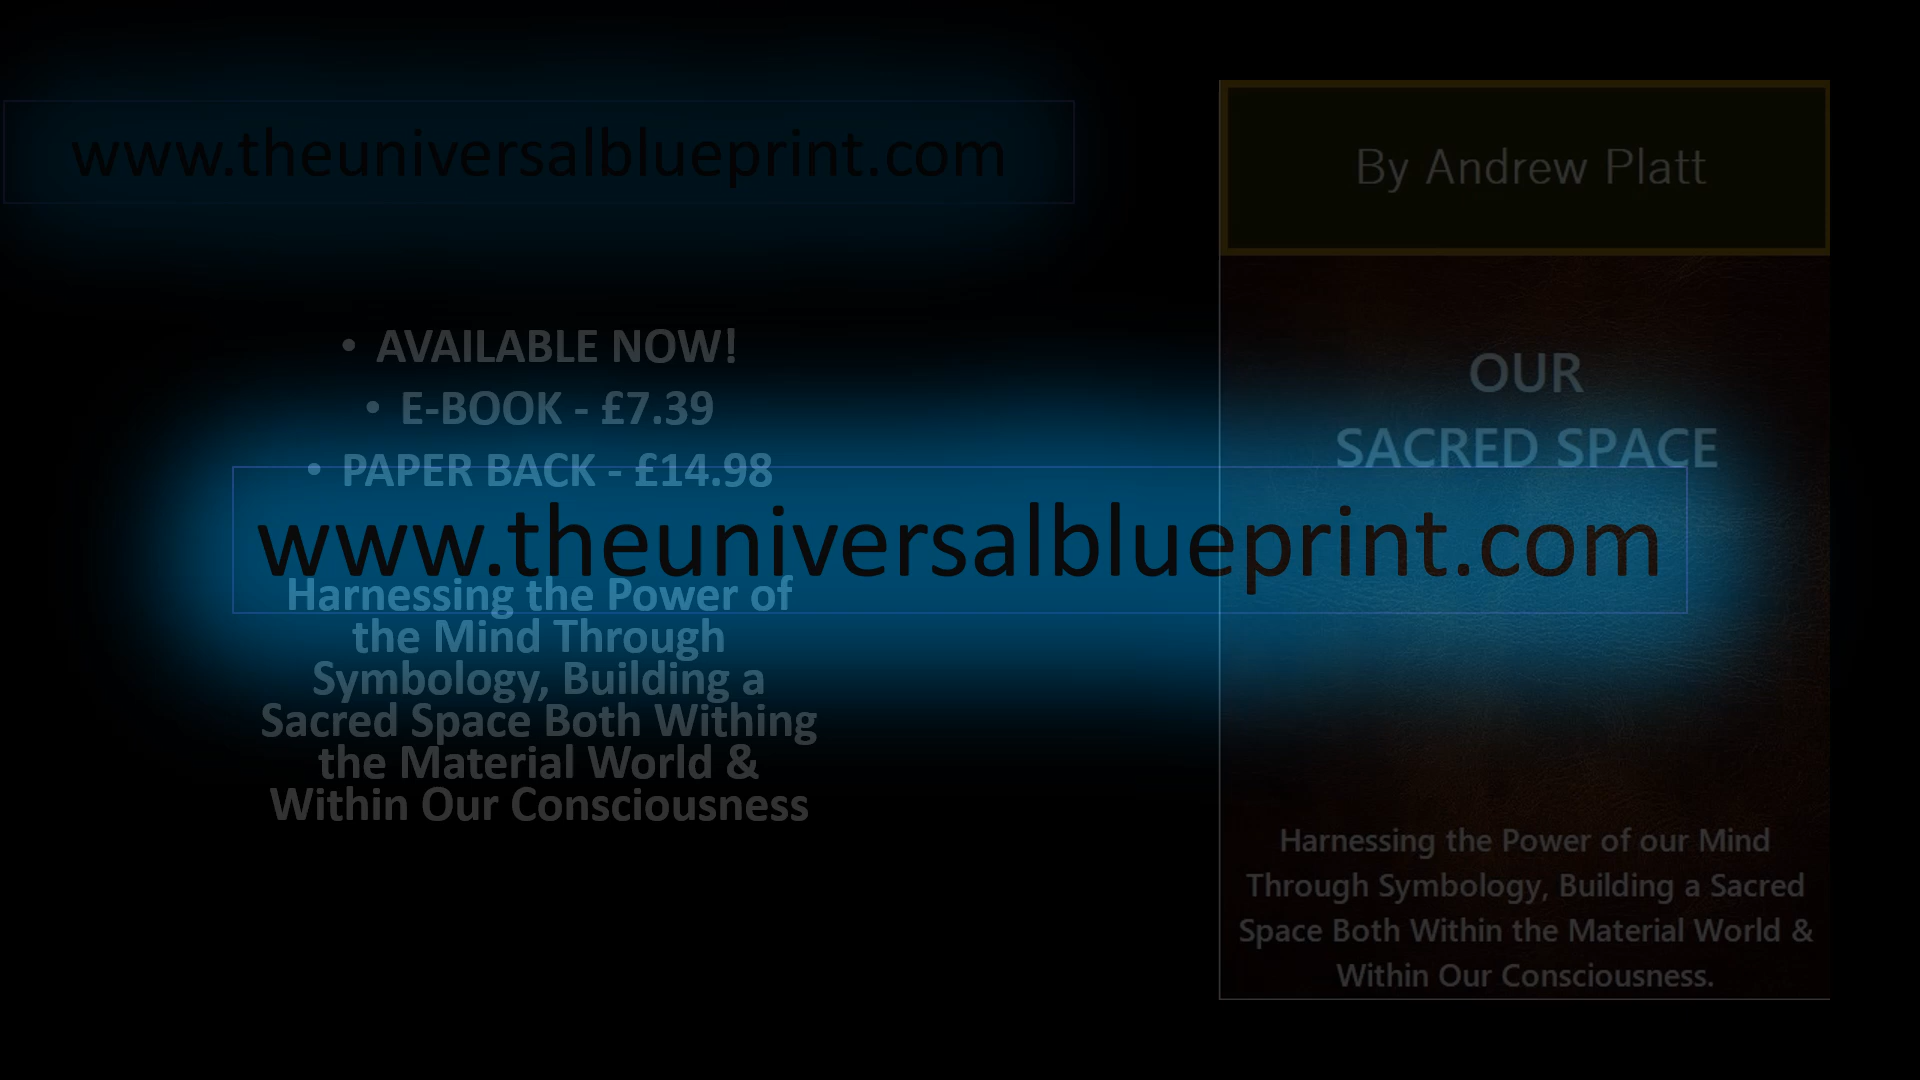 www.theuniversalblueprint.com
• AVAILABLE NOW!
• E-BOOK - £7.39
• PAPER BACK - £14.98
www.theuniversalblueprint.com
Harnessing the Power of
the Mind Through
Symbology, Building a
Sacred Space Both Withing
the Material World &
Within Our Consciousness
By Andrew Platt
OUR
SACRED SPACE
Harnessing the Power of our Mind
Through Symbology, Building a Sacred
Space Both Within the Material World &
Within Our Consciousness.